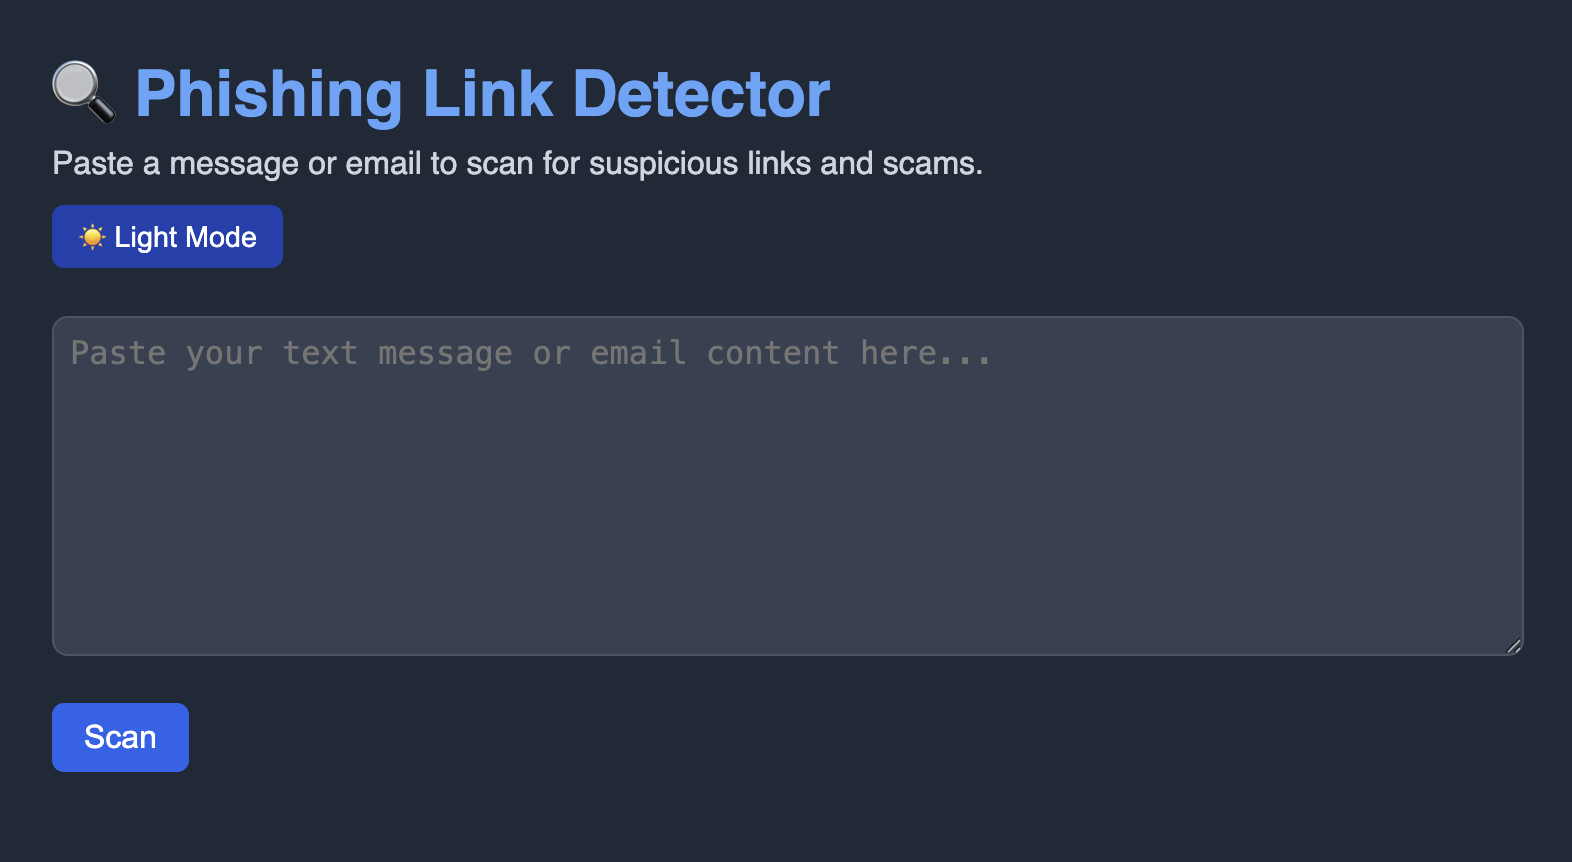 Phishing Link Detector
Paste a message or email to scan for suspicious links and scams.
Light Mode
Paste your text message or email content here...
Scan